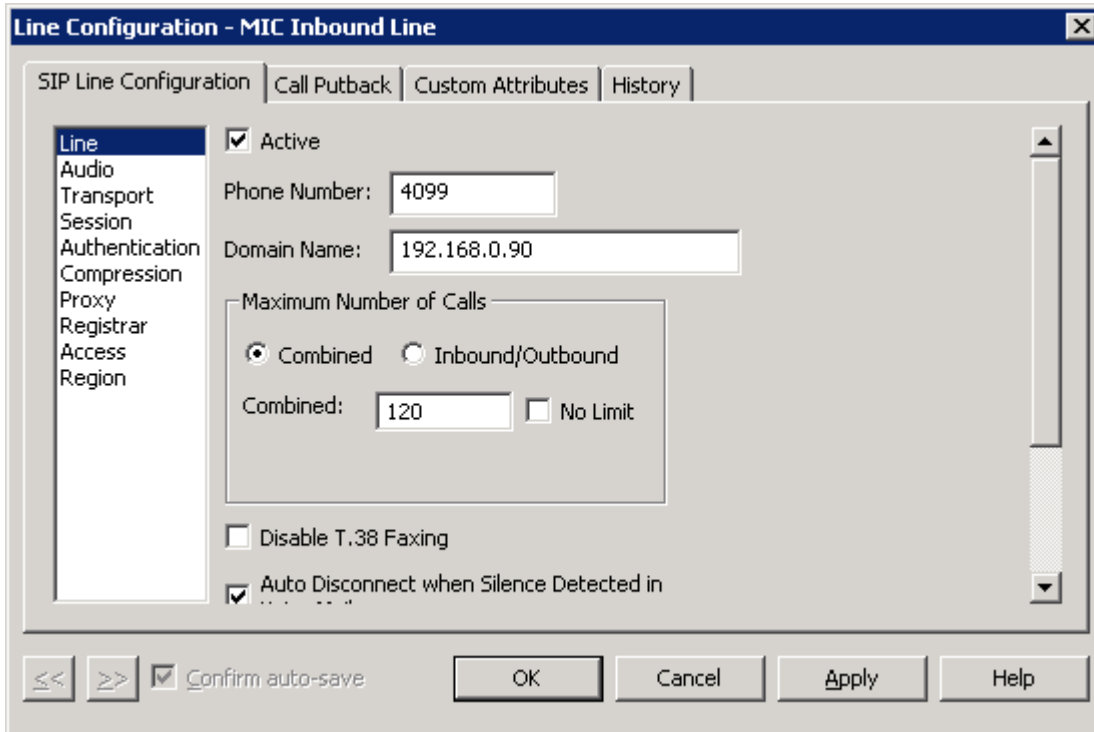 Line Configuration - MIC Inbound Line
SIP Line Configuration
Call Putback
Custom Attributes
History
Line
Audio
Transport
Session
Authentication
Compression
Proxy
Registrar
Access
Region
Active
Phone Number: 4099
Domain Name: 192.168.0.90
Maximum Number of Calls
Combined Inbound/Outbound
Combined: 120 No Limit
Disable T.38 Faxing
Auto Disconnect when Silence Detected in
<< >> Confirm auto-save OK Cancel Apply Help